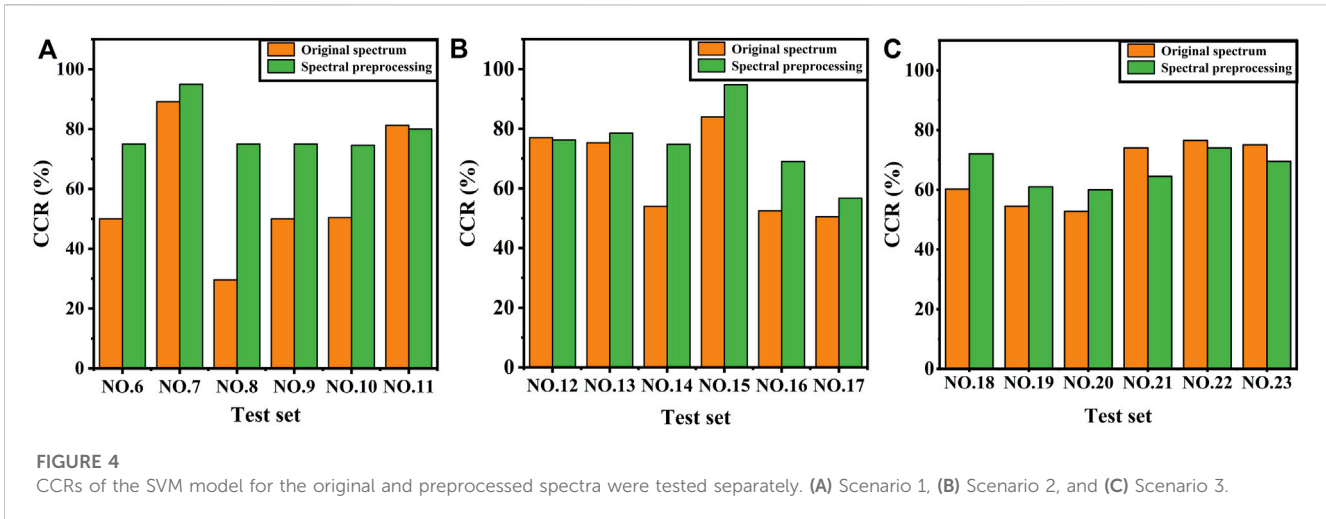 A
Original spectrum
Spectral preprocessing
100
80
60
40
20
0
CCR (%)
NO.6 NO.7 NO.8 NO.9 NO.10 NO.11
Test set
B
Original spectrum
Spectral preprocessing
100
80
60
40
20
0
CCR (%)
NO.12 NO.13 NO.14 NO.15 NO.16 NO.17
Test set
C
Original spectrum
Spectral preprocessing
100
80
60
40
20
0
CCR (%)
NO.18 NO.19 NO.20 NO.21 NO.22 NO.23
Test set
FIGURE 4
CCRs of the SVM model for the original and preprocessed spectra were tested separately. (A) Scenario 1, (B) Scenario 2, and (C) Scenario 3.